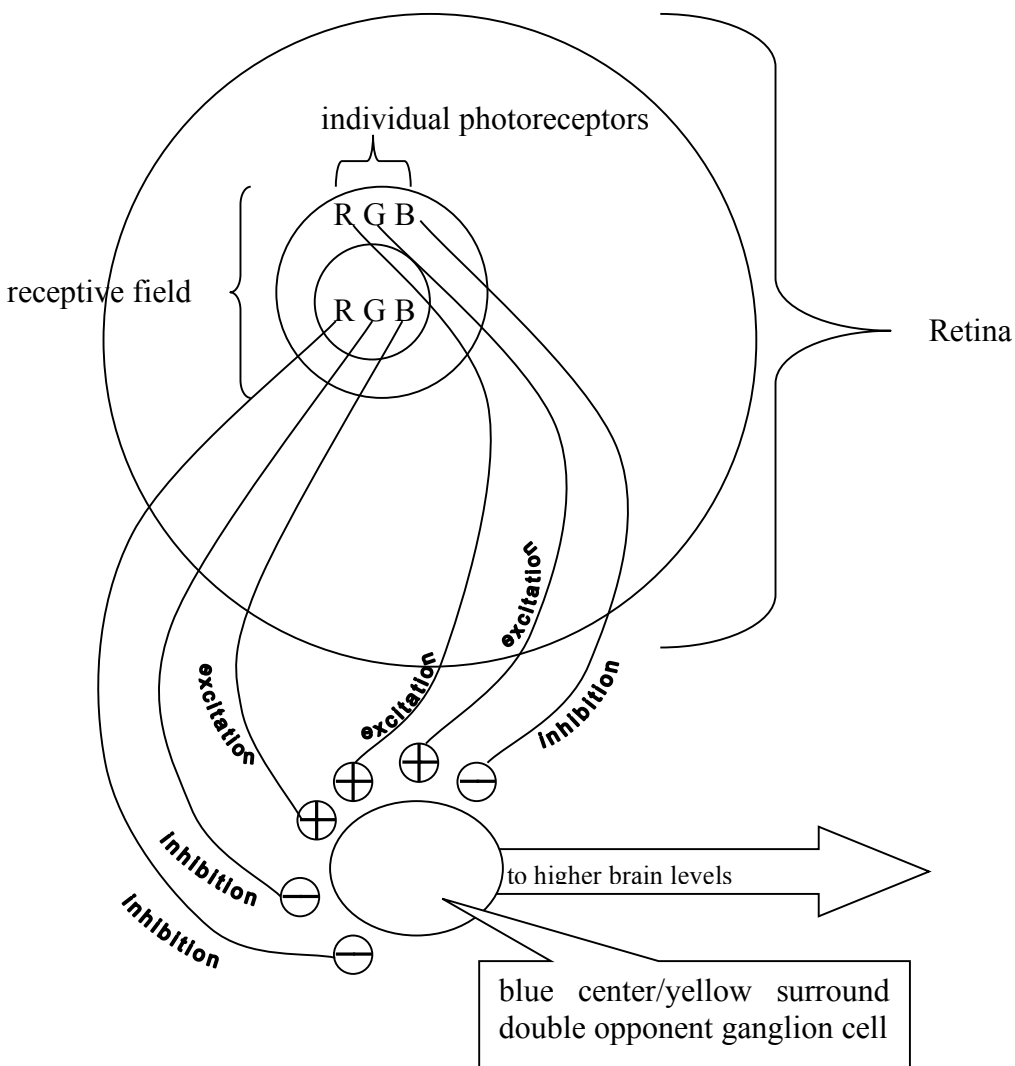 individual photoreceptors
R G B
receptive field
R G B
Retina
excitation
excitation
excitation
inhibition
inhibition
inhibition
to higher brain levels
blue center/yellow surround
double opponent ganglion cell